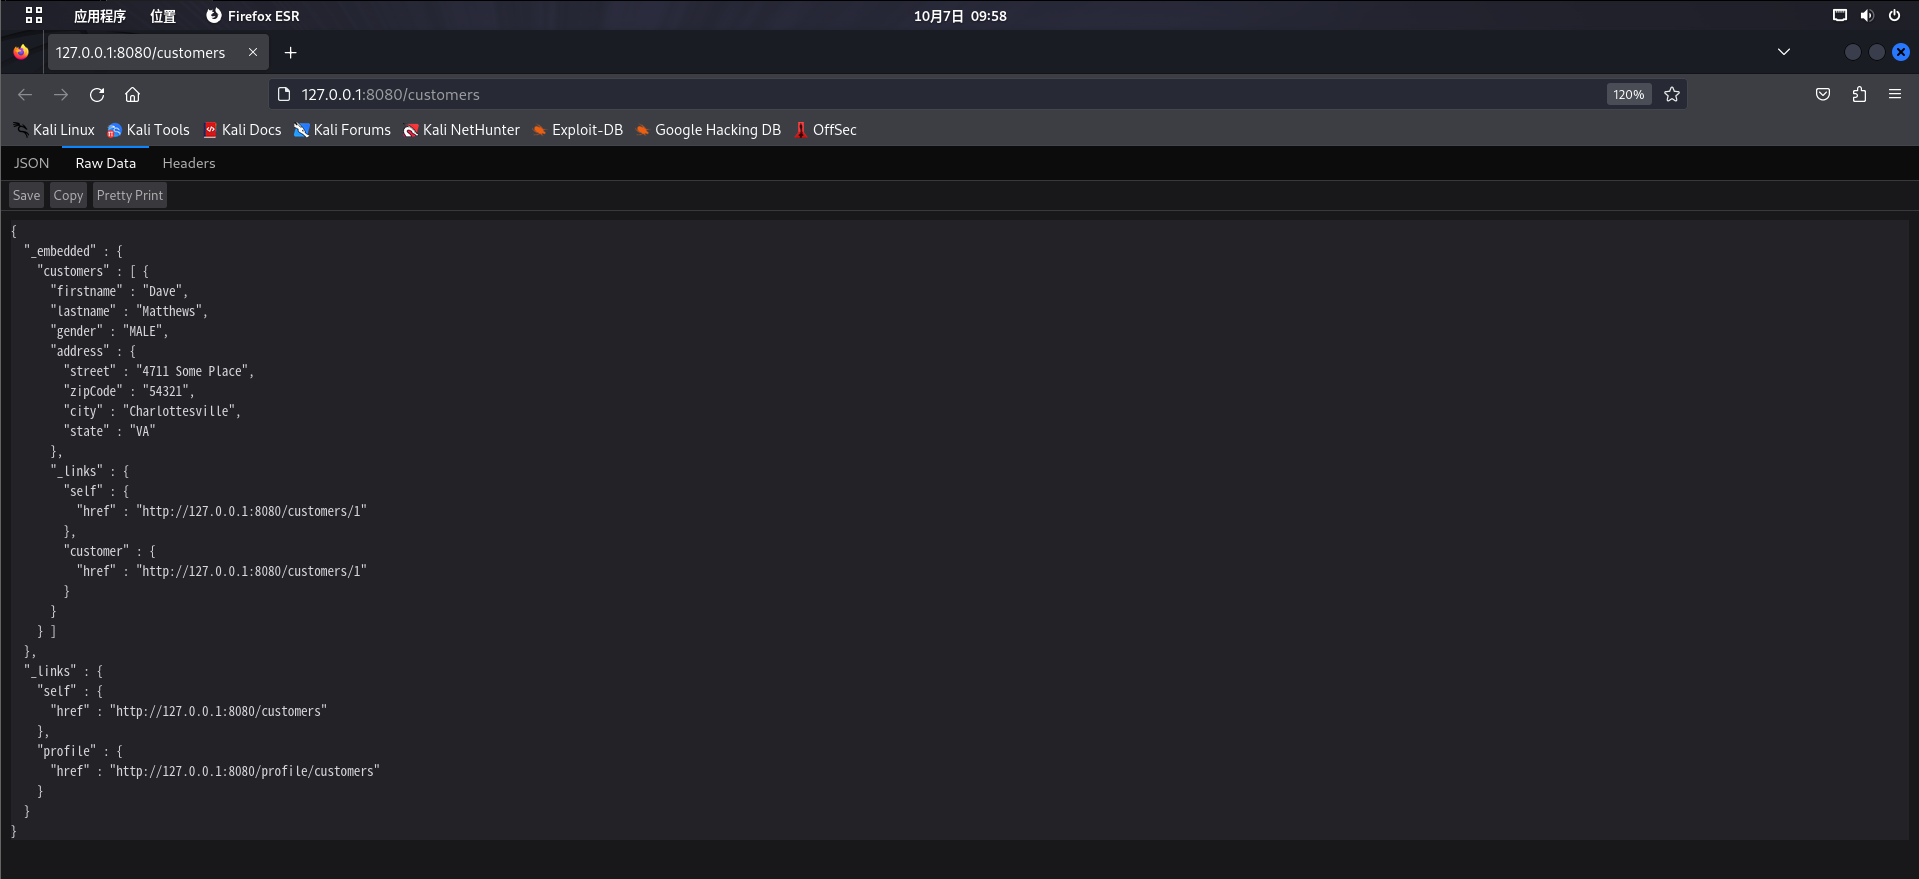 应用程序 位置 Firefox ESR 10月7日 09:58
127.0.0.1:8080/customers
127.0.0.1:8080/customers 120%
Kali Linux Kali Tools Kali Docs Kali Forums Kali NetHunter Exploit-DB Google Hacking DB OffSec
JSON Raw Data Headers
Save Copy Pretty Print
{
  "_embedded" : {
    "customers" : [ {
      "firstname" : "Dave",
      "lastname" : "Matthews",
      "gender" : "MALE",
      "address" : {
        "street" : "4711 Some Place",
        "zipCode" : "54321",
        "city" : "Charlottesville",
        "state" : "VA"
      },
      "_links" : {
        "self" : {
          "href" : "http://127.0.0.1:8080/customers/1"
        },
        "customer" : {
          "href" : "http://127.0.0.1:8080/customers/1"
        }
      }
    } ]
  },
  "_links" : {
    "self" : {
      "href" : "http://127.0.0.1:8080/customers"
    },
    "profile" : {
      "href" : "http://127.0.0.1:8080/profile/customers"
    }
  }
}